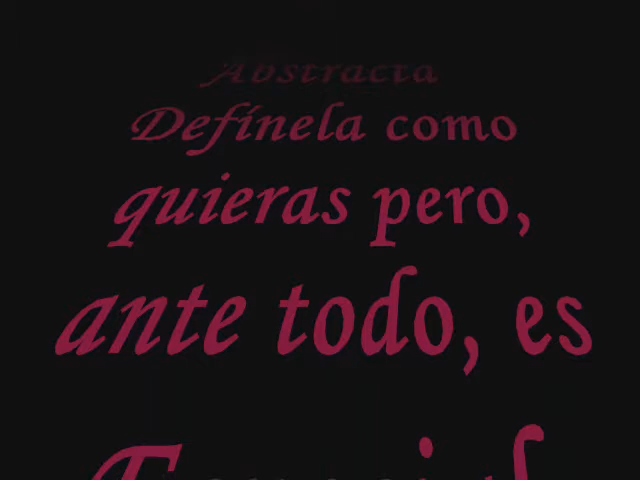 Abstracta
Defínela como
quieras pero,
ante todo, es